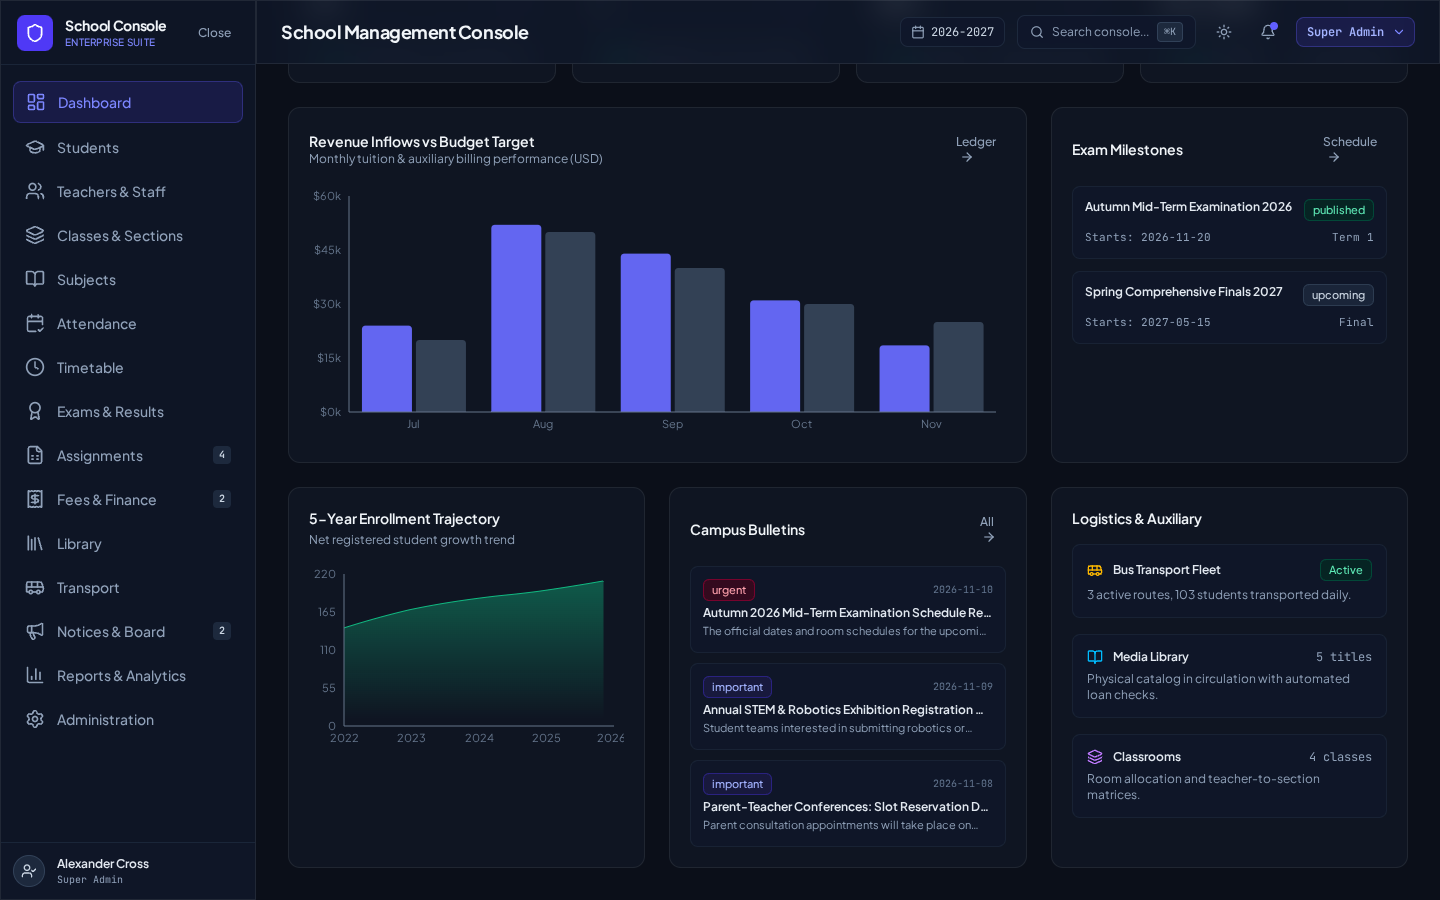 School Console
ENTERPRISE SUITE
Close
School Management Console
2026-2027
Search console...
⌘K
Super Admin
Dashboard
Students
Teachers & Staff
Classes & Sections
Subjects
Attendance
Timetable
Exams & Results
Assignments
4
Fees & Finance
2
Library
Transport
Notices & Board
2
Reports & Analytics
Administration
Alexander Cross
Super Admin
Revenue Inflows vs Budget Target
Monthly tuition & auxiliary billing performance (USD)
Ledger
$60k
$45k
$30k
$15k
$0k
Jul
Aug
Sep
Oct
Nov
Exam Milestones
Schedule
Autumn Mid-Term Examination 2026
published
Starts: 2026-11-20
Term 1
Spring Comprehensive Finals 2027
upcoming
Starts: 2027-05-15
Final
5-Year Enrollment Trajectory
Net registered student growth trend
220
165
110
55
0
2022
2023
2024
2025
2026
Campus Bulletins
All
urgent
2026-11-10
Autumn 2026 Mid-Term Examination Schedule Re...
The official dates and room schedules for the upcomi...
important
2026-11-09
Annual STEM & Robotics Exhibition Registration ...
Student teams interested in submitting robotics or...
important
2026-11-08
Parent-Teacher Conferences: Slot Reservation D...
Parent consultation appointments will take place on...
Logistics & Auxiliary
Bus Transport Fleet
Active
3 active routes, 103 students transported daily.
Media Library
5 titles
Physical catalog in circulation with automated
loan checks.
Classrooms
4 classes
Room allocation and teacher-to-section
matrices.